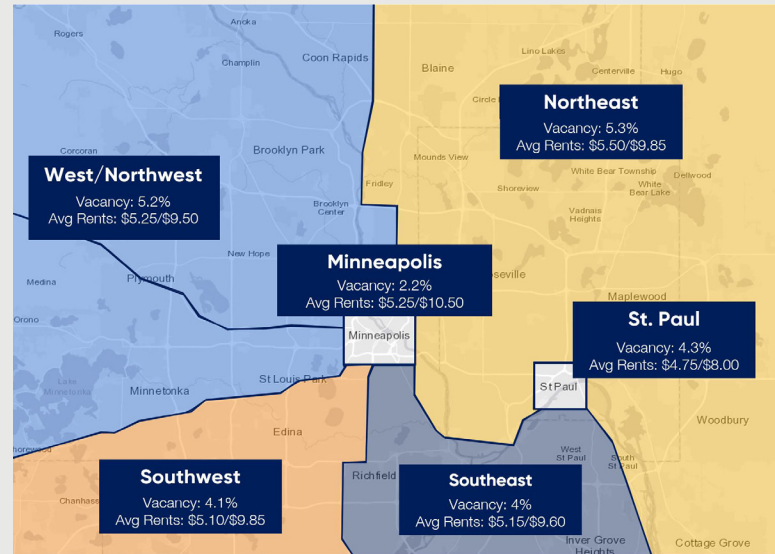 Anoka
Rogers
Champlin
Coon Rapids
Blaine
Lino Lakes
Centerville
Hugo
Circle
Northeast
Vacancy: 5.3%
Avg Rents: $5.50/$9.85
Corcoran
Brooklyn Park
Mounds View
West/Northwest
Vacancy: 5.2%
Avg Rents: $5.25/$9.50
Fridley
Shoreview
White Bear Township
White
Bear Lake
Dellwood
Brooklyn
Center
Vadnais
Heights
New Hope
Minneapolis
Vacancy: 2.2%
Avg Rents: $5.25/$10.50
Medina
Plymouth
seville
Maplewood
Orono
St. Paul
Vacancy: 4.3%
Avg Rents: $4.75/$8.00
Minneapolis
Lake
Minnetonka
Minnetonka
St Louis Park
St Paul
Woodbury
Edina
horewood
West
St Paul
South
St Paul
Southwest
Vacancy: 4.1%
Avg Rents: $5.10/$9.85
Richfield
Southeast
Vacancy: 4%
Avg Rents: $5.15/$9.60
Chanhass
Inver Grove
Heights
Cottage Grove